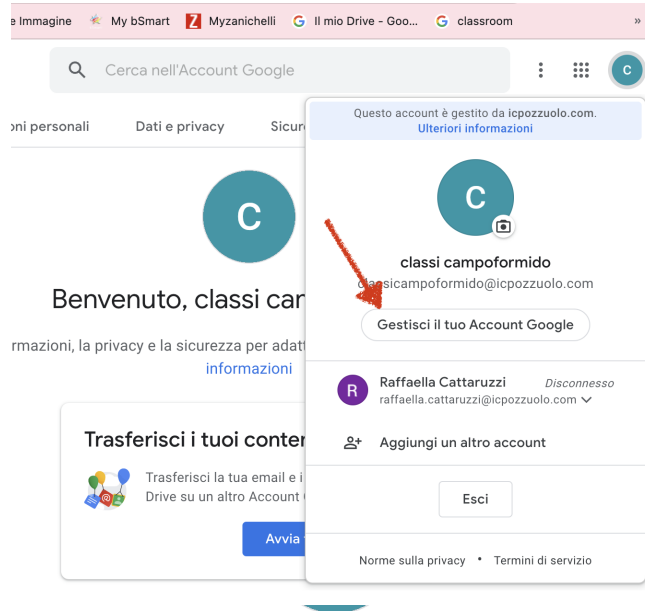 e Immagine My bSmart Z Myzanichelli G Il mio Drive - Goo... G classroom »
Cerca nell'Account Google C
oni personali Dati e privacy Sicur
Questo account è gestito da icpozzuolo.com.
Ulteriori informazioni
C
C
classi campoformido
classicampoformido@icpozzuolo.com
Benvenuto, classi car
Gestisci il tuo Account Google
rmazioni, la privacy e la sicurezza per adatt
informazioni
R Raffaella Cattaruzzi Disconnesso
raffaella.cattaruzzi@icpozzuolo.com
Aggiungi un altro account
Trasferisci i tuoi conter
Trasferisci la tua email e i
Drive su un altro Account
Avvia
Esci
Norme sulla privacy • Termini di servizio